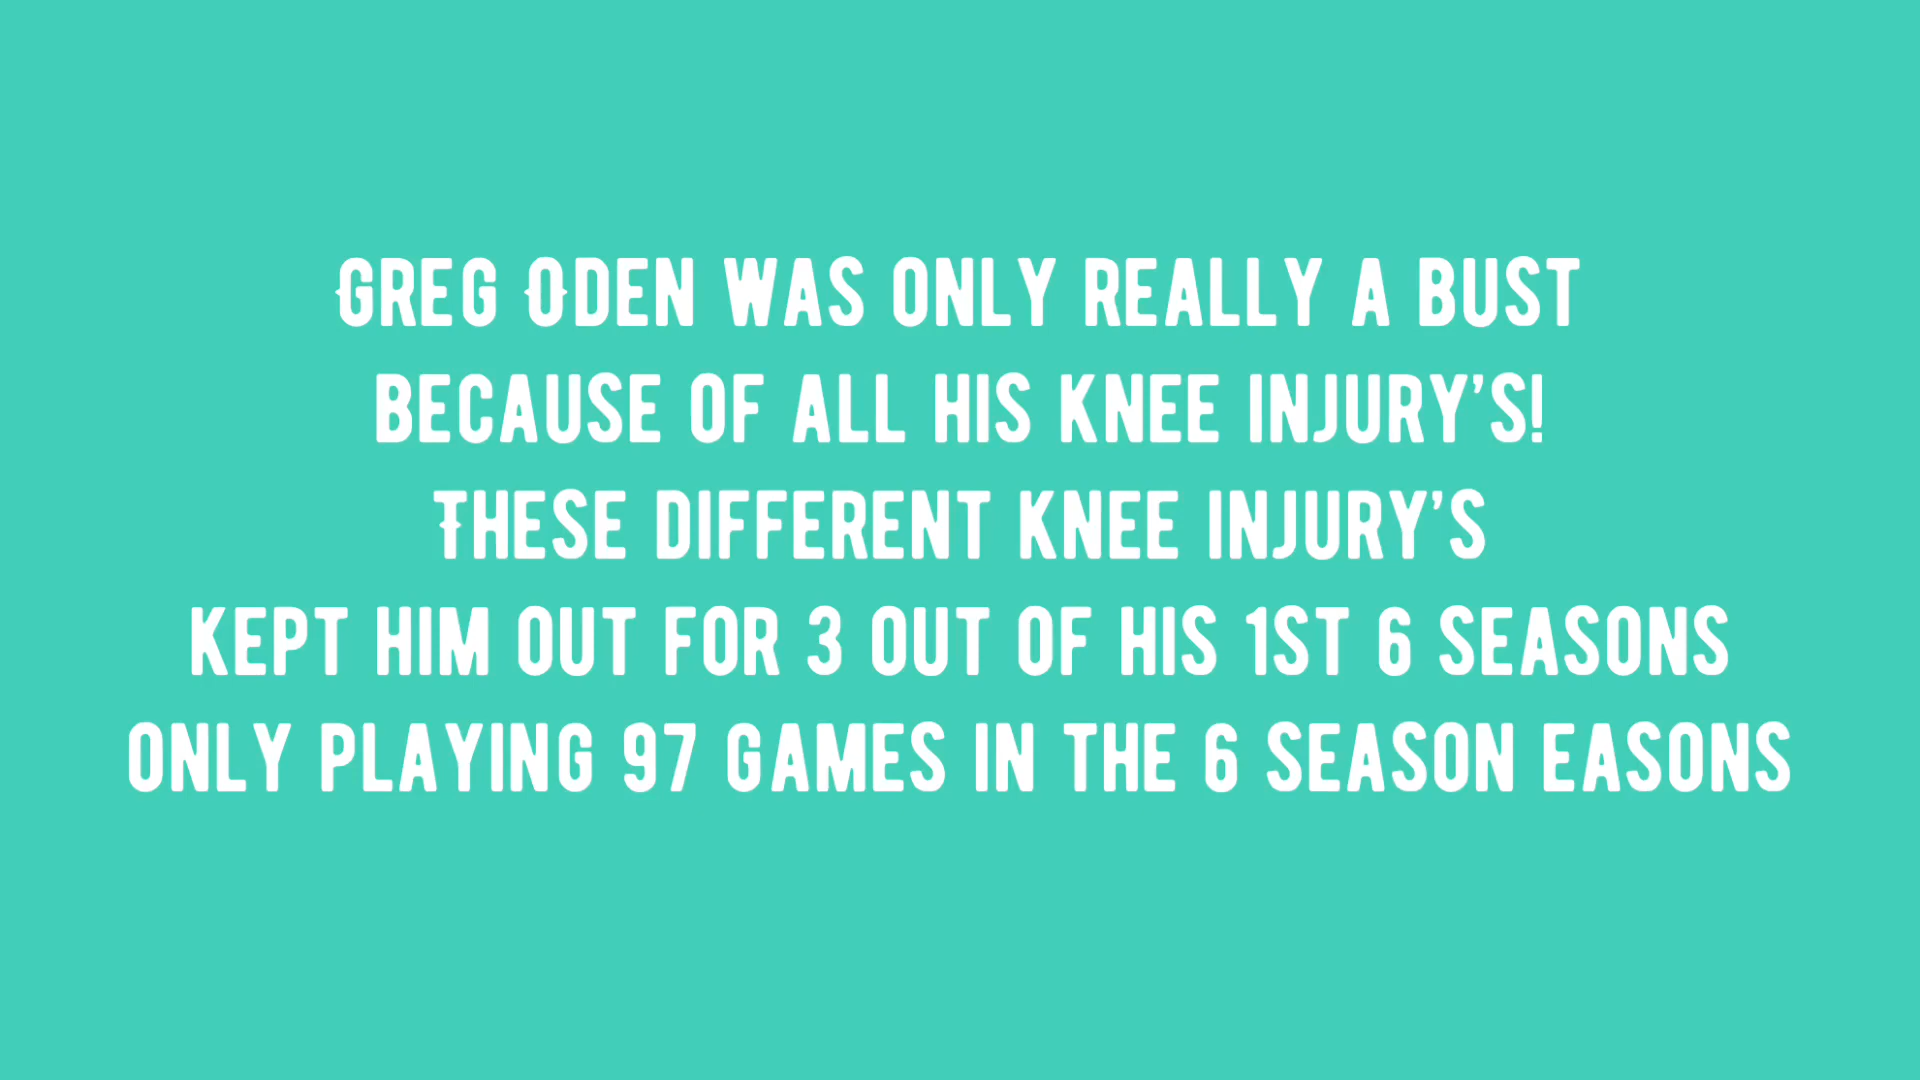 Greg Oden was only really a bust
because of all his knee injury's!
These different knee injury's
kept him out for 3 out of his 1st 6 seasons
only playing 97 games in the 6 season easons